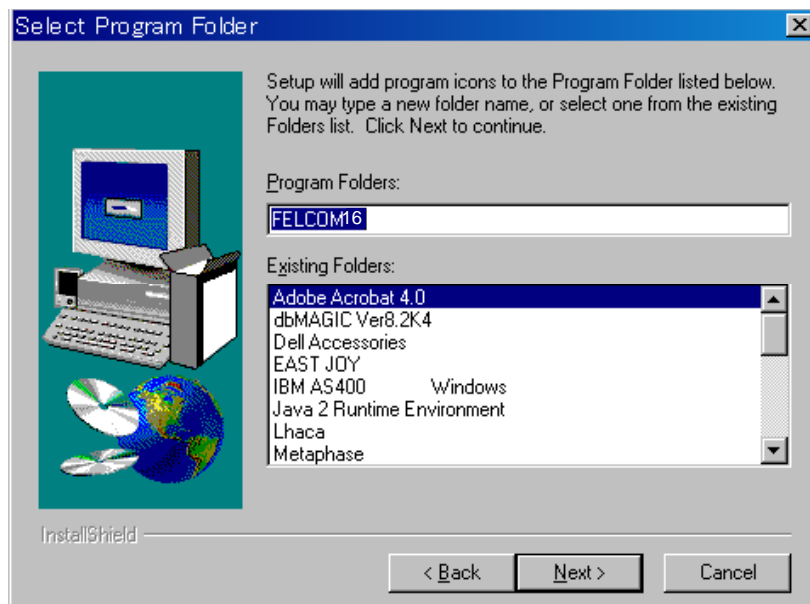 Select Program Folder
Setup will add program icons to the Program Folder listed below.
You may type a new folder name, or select one from the existing
Folders list.  Click Next to continue.
Program Folders:
FELCOM16
Existing Folders:
Adobe Acrobat 4.0
dbMAGIC Ver8.2K4
Dell Accessories
EAST JOY
IBM AS400 Windows
Java 2 Runtime Environment
Lhaca
Metaphase
InstallShield
< Back Next > Cancel